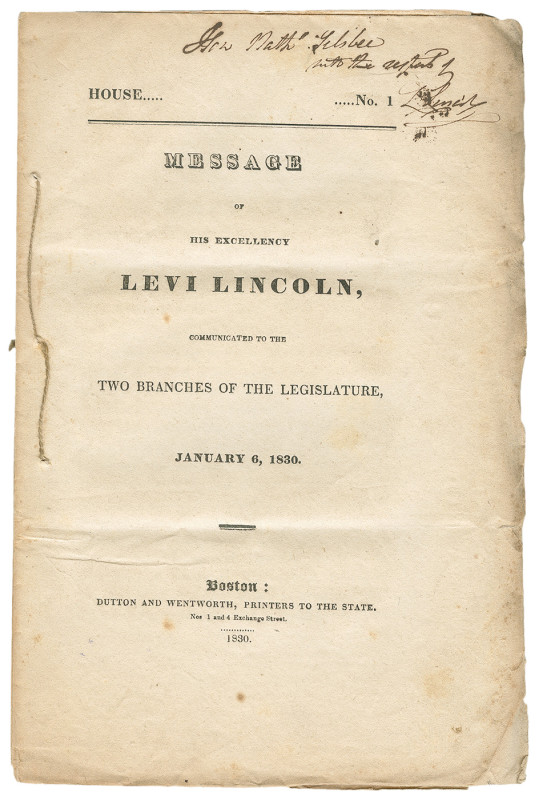 Hon Nathl Silsbee
with the respects of
L Lincoln
HOUSE..... .....No. 1
MESSAGE
OF
HIS EXCELLENCY
LEVI LINCOLN,
COMMUNICATED TO THE
TWO BRANCHES OF THE LEGISLATURE,
JANUARY 6, 1830.
Boston:
DUTTON AND WENTWORTH, PRINTERS TO THE STATE.
Nos 1 and 4 Exchange Street.
.............
1830.